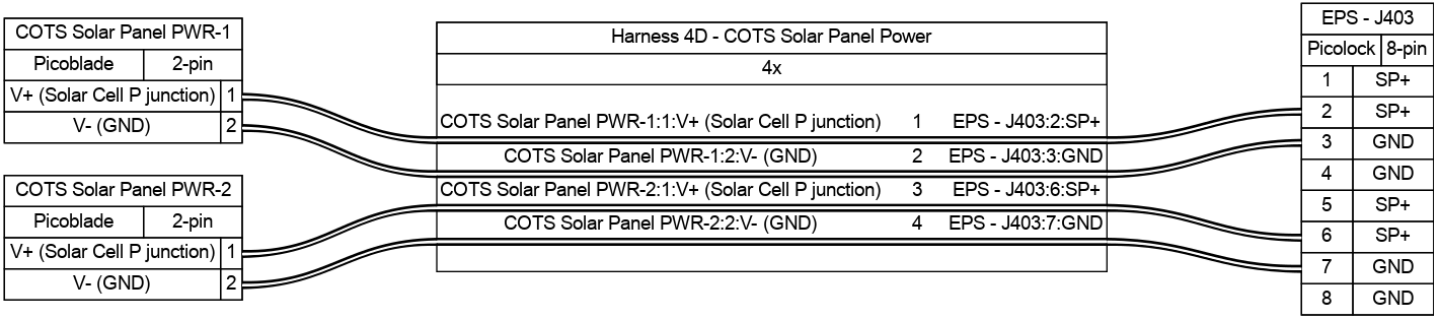 COTS Solar Panel PWR-1
Picoblade 2-pin
V+ (Solar Cell P junction) 1
V- (GND) 2
COTS Solar Panel PWR-2
Picoblade 2-pin
V+ (Solar Cell P junction) 1
V- (GND) 2
Harness 4D - COTS Solar Panel Power
4x
COTS Solar Panel PWR-1:1:V+ (Solar Cell P junction) 1 EPS - J403:2:SP+
COTS Solar Panel PWR-1:2:V- (GND) 2 EPS - J403:3:GND
COTS Solar Panel PWR-2:1:V+ (Solar Cell P junction) 3 EPS - J403:6:SP+
COTS Solar Panel PWR-2:2:V- (GND) 4 EPS - J403:7:GND
EPS - J403
Picolock 8-pin
1 SP+
2 SP+
3 GND
4 GND
5 SP+
6 SP+
7 GND
8 GND